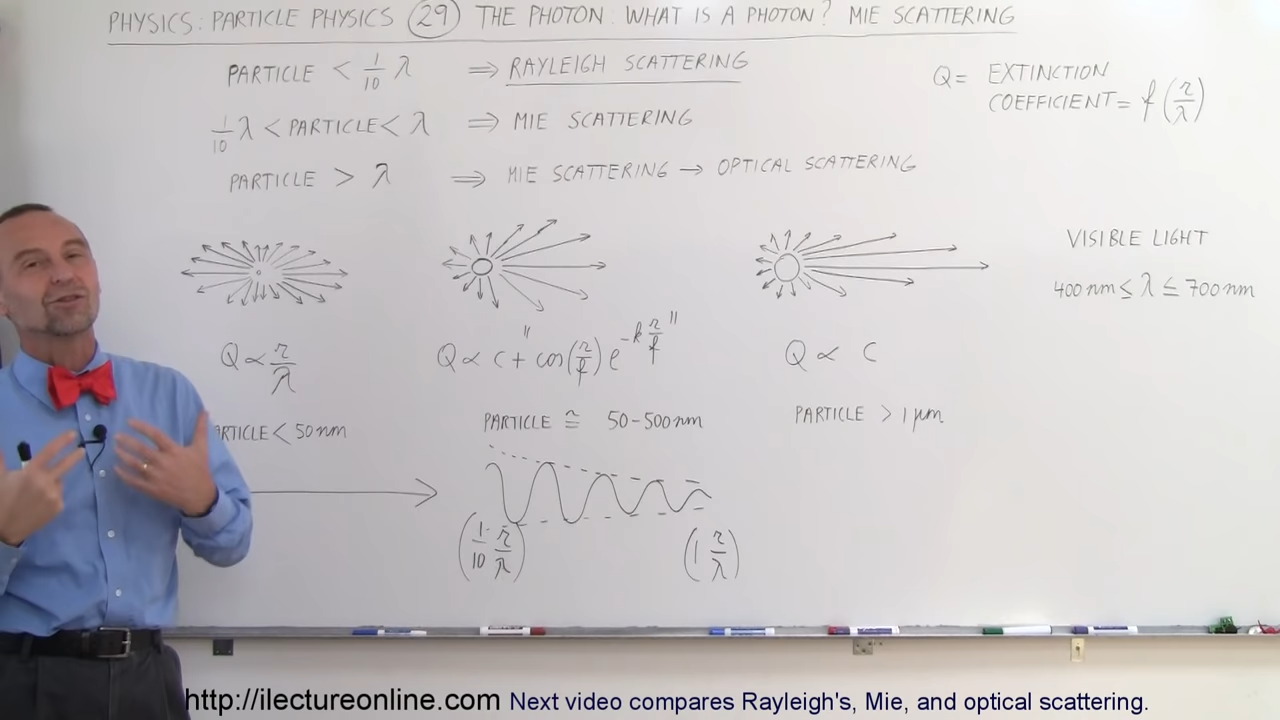 PHYSICS: PARTICLE PHYSICS (29) THE PHOTON: WHAT IS A PHOTON? MIE SCATTERING
PARTICLE < 1/10 λ ⇒ RAYLEIGH SCATTERING
1/10 λ < PARTICLE < λ ⇒ MIE SCATTERING
PARTICLE > λ ⇒ MIE SCATTERING → OPTICAL SCATTERING
Q = EXTINCTION
COEFFICIENT = f(r/λ)
VISIBLE LIGHT
400 nm ≤ λ ≤ 700 nm
Q ∝ r/λ
Q ∝ C + "cos(r/f) e^-k r/f"
Q ∝ C
ARTICLE < 50 nm
PARTICLE ≅ 50-500 nm
PARTICLE > 1 μm
(1/10 r/λ)
(1 r/λ)
http://ilectureonline.com Next video compares Rayleigh's, Mie, and optical scattering.